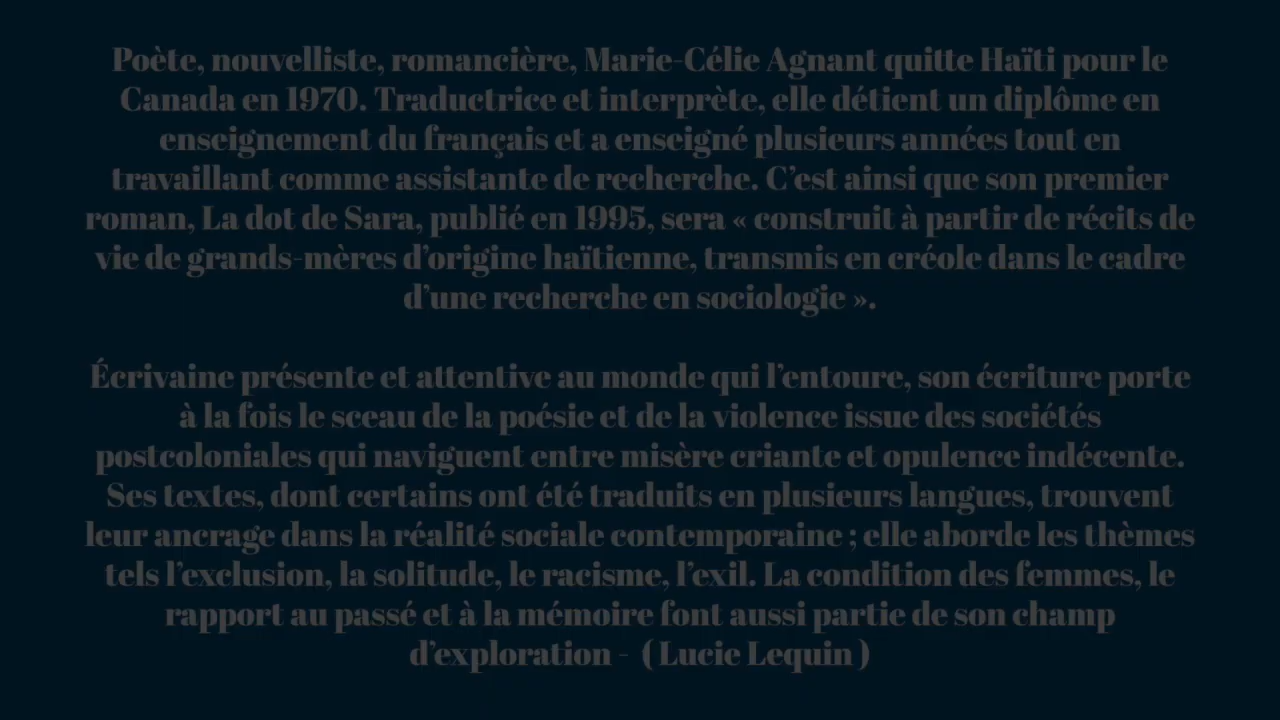 Poète, nouvelliste, romancière, Marie-Célie Agnant quitte Haïti pour le
Canada en 1970. Traductrice et interprète, elle détient un diplôme en
enseignement du français et a enseigné plusieurs années tout en
travaillant comme assistante de recherche. C’est ainsi que son premier
roman, La dot de Sara, publié en 1995, sera « construit à partir de récits de
vie de grands-mères d’origine haïtienne, transmis en créole dans le cadre
d’une recherche en sociologie ».
Écrivaine présente et attentive au monde qui l’entoure, son écriture porte
à la fois le sceau de la poésie et de la violence issue des sociétés
postcoloniales qui naviguent entre misère criante et opulence indécente.
Ses textes, dont certains ont été traduits en plusieurs langues, trouvent
leur ancrage dans la réalité sociale contemporaine ; elle aborde les thèmes
tels l’exclusion, la solitude, le racisme, l’exil. La condition des femmes, le
rapport au passé et à la mémoire font aussi partie de son champ
d’exploration - ( Lucie Lequin )